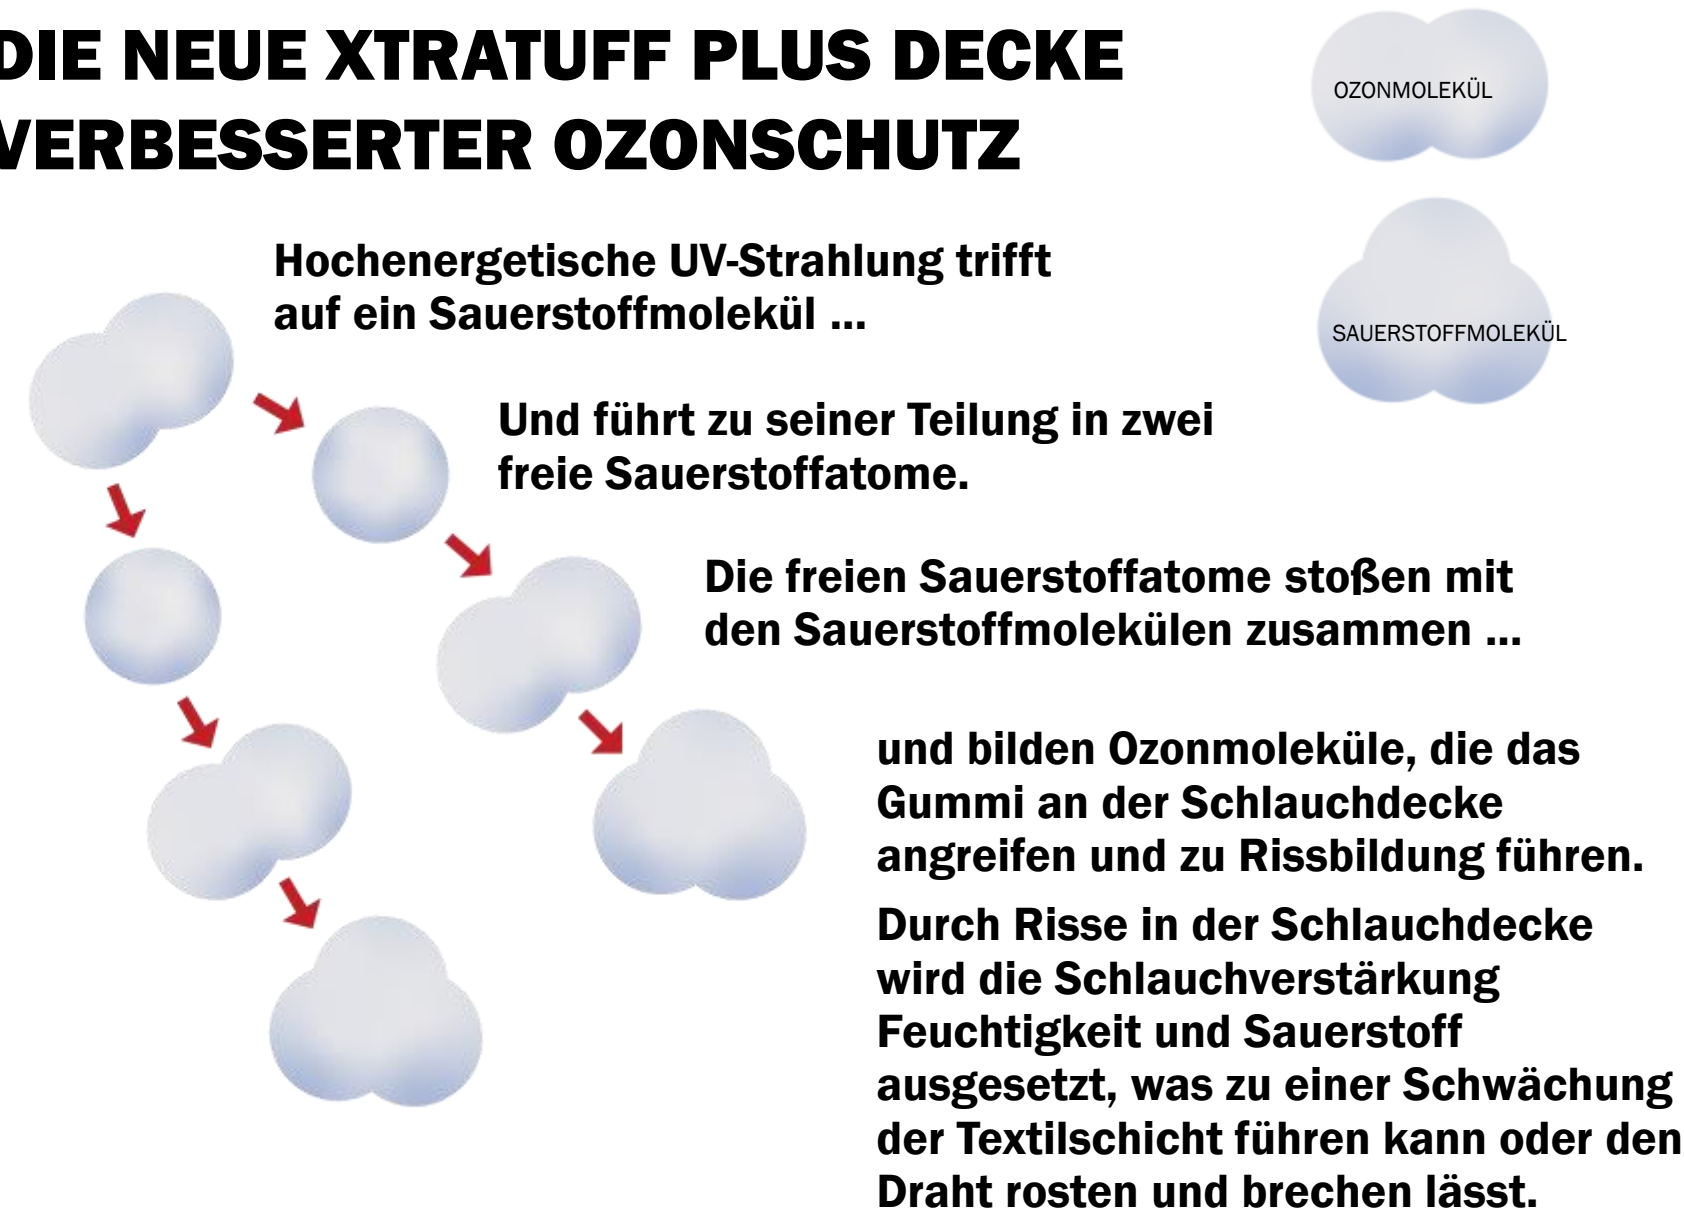 DIE NEUE XTRATUFF PLUS DECKE
VERBESSERTER OZONSCHUTZ
OZONMOLEKÜL
SAUERSTOFFMOLEKÜL
Hochenergetische UV-Strahlung trifft
auf ein Sauerstoffmolekül ...
Und führt zu seiner Teilung in zwei
freie Sauerstoffatome.
Die freien Sauerstoffatome stoßen mit
den Sauerstoffmolekülen zusammen ...
und bilden Ozonmoleküle, die das
Gummi an der Schlauchdecke
angreifen und zu Rissbildung führen.
Durch Risse in der Schlauchdecke
wird die Schlauchverstärkung
Feuchtigkeit und Sauerstoff
ausgesetzt, was zu einer Schwächung
der Textilschicht führen kann oder den
Draht rosten und brechen lässt.